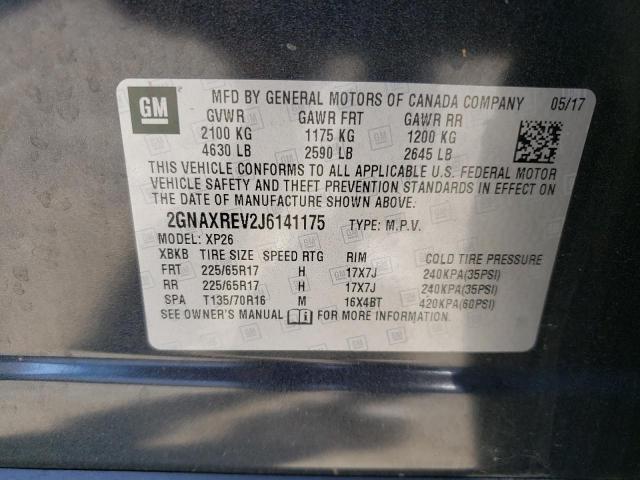 GM
MFD BY GENERAL MOTORS OF CANADA COMPANY 05/17
GVWR GAWR FRT GAWR RR
2100 KG 1175 KG 1200 KG
4630 LB 2590 LB 2645 LB
THIS VEHICLE CONFORMS TO ALL APPLICABLE U.S. FEDERAL MOTOR
VEHICLE SAFETY AND THEFT PREVENTION STANDARDS IN EFFECT ON
THE DATE OF MANUFACTURE SHOWN ABOVE.
2GNAXREV2J6141175 TYPE: M.P.V.
MODEL: XP26
XBKB TIRE SIZE SPEED RTG RIM COLD TIRE PRESSURE
FRT 225/65R17 H 17X7J 240KPA(35PSI)
RR 225/65R17 H 17X7J 240KPA(35PSI)
SPA T135/70R16 M 16X4BT 420KPA(60PSI)
SEE OWNER'S MANUAL FOR MORE INFORMATION.